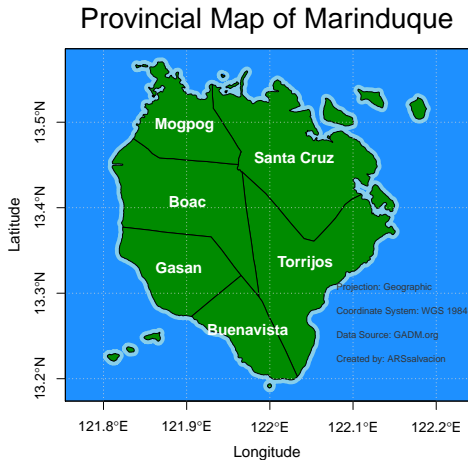 Provincial Map of Marinduque
Latitude
13.5°N
13.4°N
13.3°N
13.2°N
Mogpog
Santa Cruz
Boac
Gasan
Torrijos
Buenavista
Projection: Geographic
Coordinate System: WGS 1984
Data Source: GADM.org
Created by: ARSsalvacion
121.8°E 121.9°E 122°E 122.1°E 122.2°E
Longitude